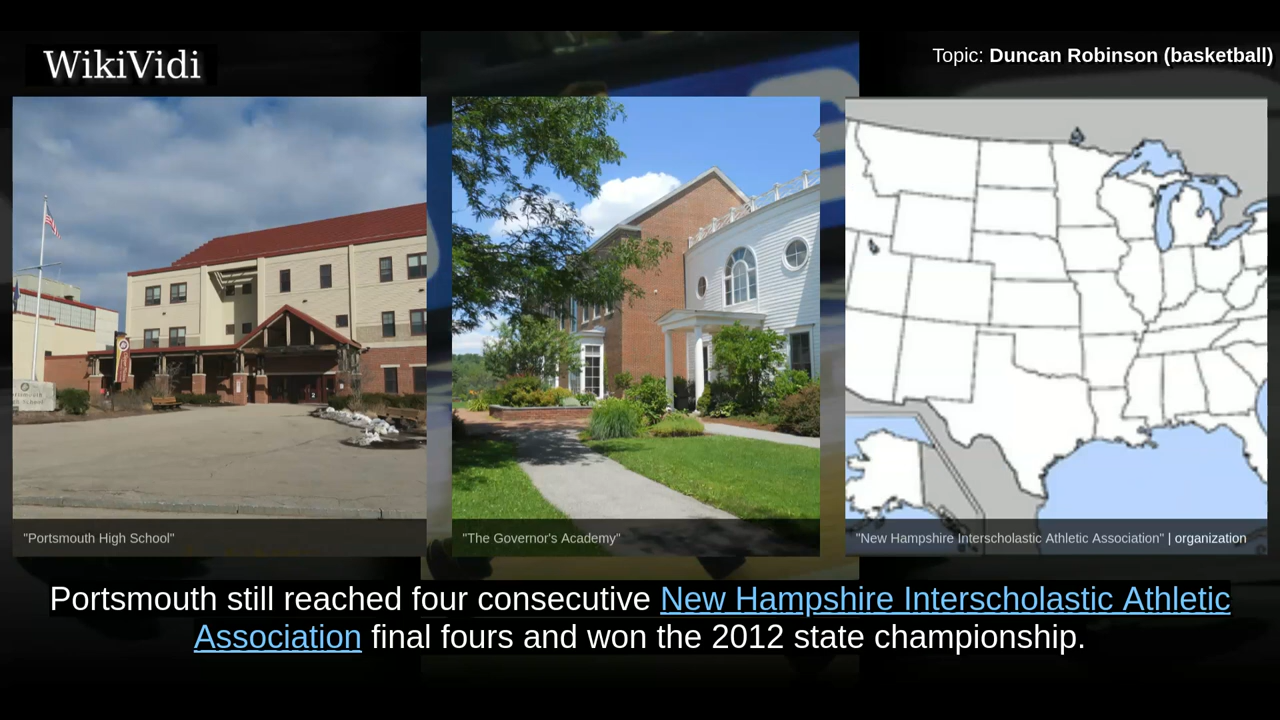 WikiVidi
Topic: Duncan Robinson (basketball)
"Portsmouth High School"
"The Governor's Academy"
"New Hampshire Interscholastic Athletic Association" | organization
Portsmouth still reached four consecutive New Hampshire Interscholastic Athletic
Association final fours and won the 2012 state championship.